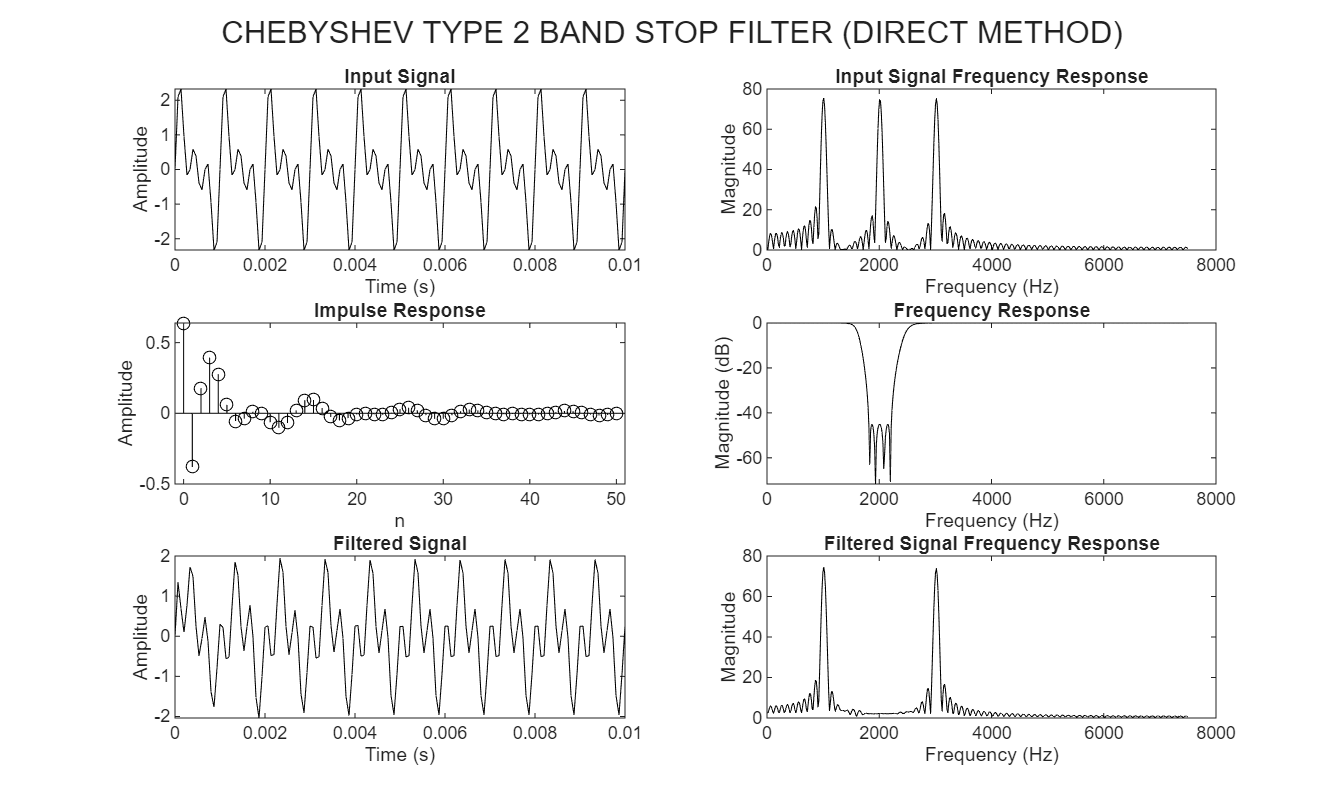 CHEBYSHEV TYPE 2 BAND STOP FILTER (DIRECT METHOD)
Input Signal
2
1
0
-1
-2
Amplitude
0 0.002 0.004 0.006 0.008 0.01
Time (s)
Input Signal Frequency Response
80
60
40
20
0
Magnitude
0 2000 4000 6000 8000
Frequency (Hz)
Impulse Response
0.5
0
-0.5
Amplitude
0 10 20 30 40 50
n
Frequency Response
0
-20
-40
-60
Magnitude (dB)
0 2000 4000 6000 8000
Frequency (Hz)
Filtered Signal
2
1
0
-1
-2
Amplitude
0 0.002 0.004 0.006 0.008 0.01
Time (s)
Filtered Signal Frequency Response
80
60
40
20
0
Magnitude
0 2000 4000 6000 8000
Frequency (Hz)